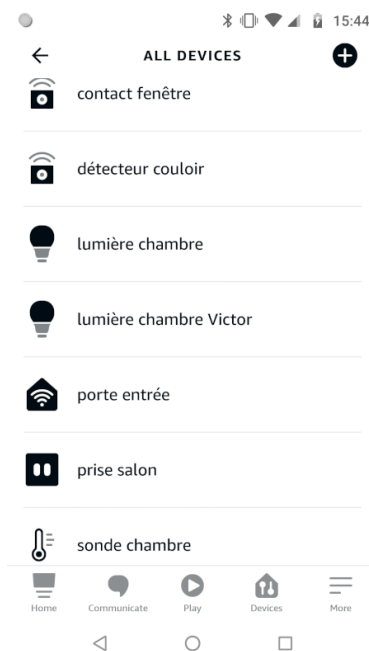 15:44
ALL DEVICES
contact fenêtre
détecteur couloir
lumière chambre
lumière chambre Victor
porte entrée
prise salon
sonde chambre
Home Communicate Play Devices More